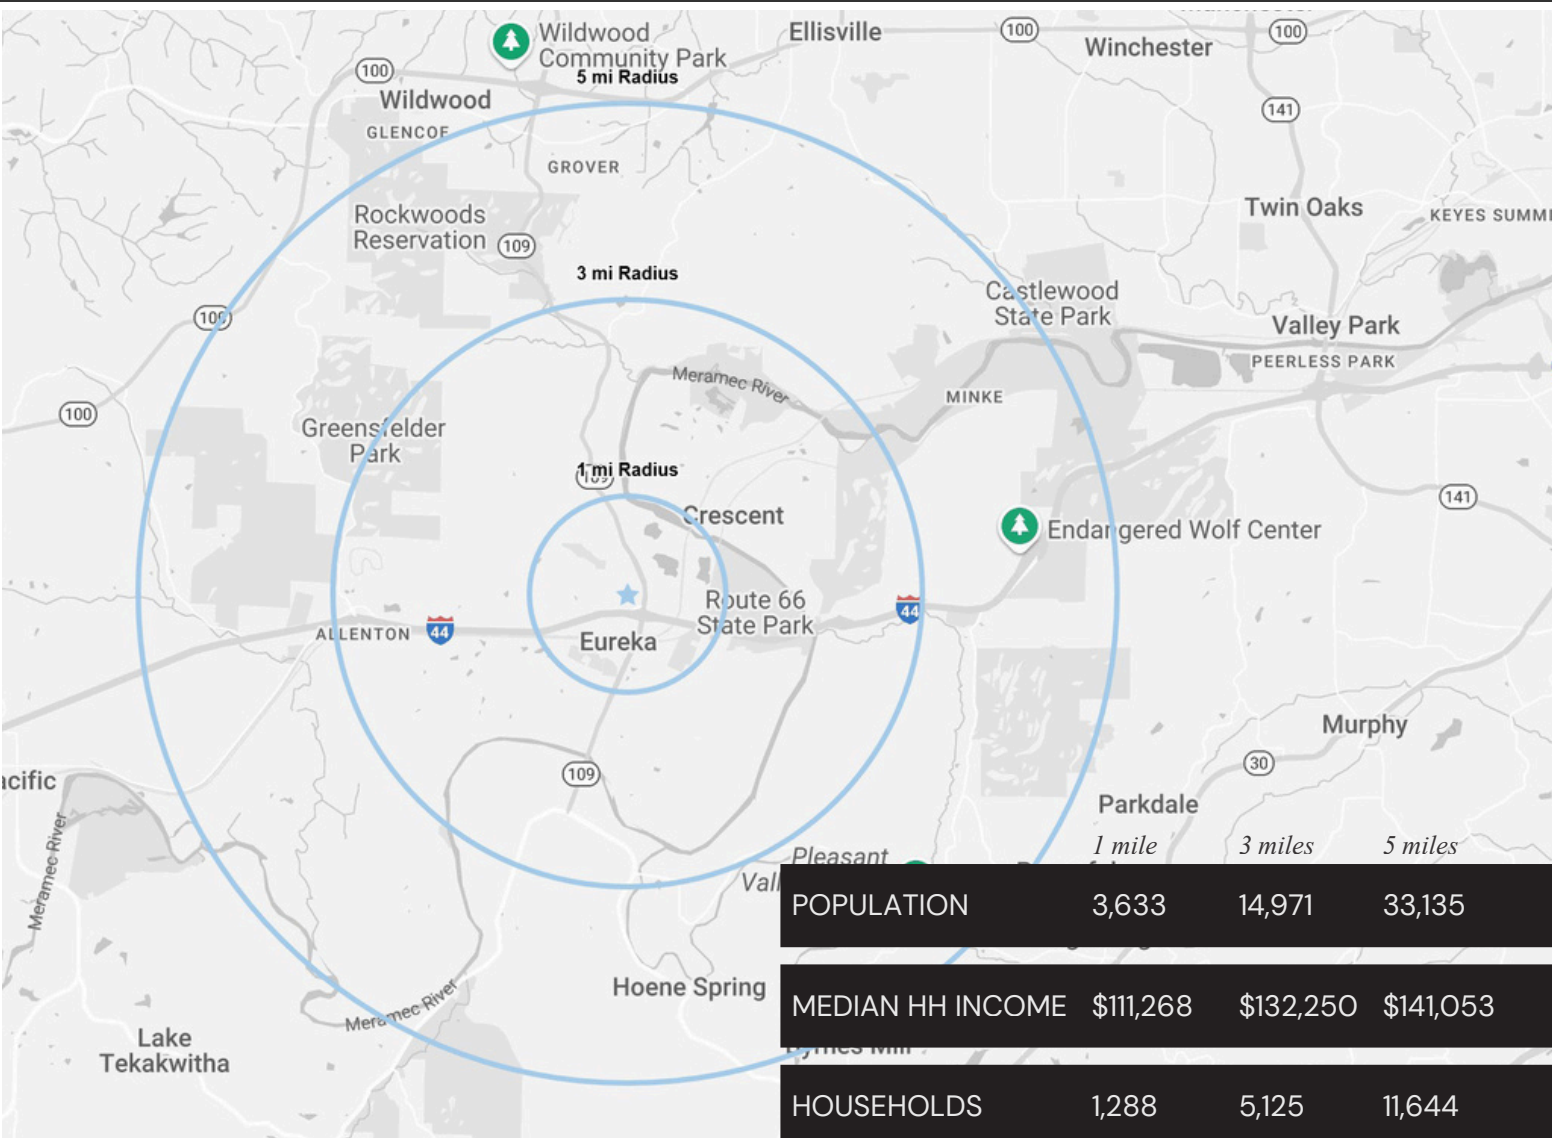 Wildwood
Community Park
5 mi Radius
Ellisville
100
Winchester
100
100
Wildwood
GLENCOE
GROVER
141
Rockwoods
Reservation
109
Twin Oaks
3 mi Radius
Castlewood
State Park
Valley Park
PEERLESS PARK
Meramec River
MINKE
100
Greensfelder
Park
1 mi Radius
109
Crescent
141
Endangered Wolf Center
Route 66
State Park
44
ALLENTON
44
Eureka
Murphy
109
30
Parkdale
Meramec River
Pleasant
1 mile 3 miles 5 miles
POPULATION 3,633 14,971 33,135
Hoene Spring
MEDIAN HH INCOME $111,268 $132,250 $141,053
Meramec River
Lake
Tekakwitha
HOUSEHOLDS 1,288 5,125 11,644